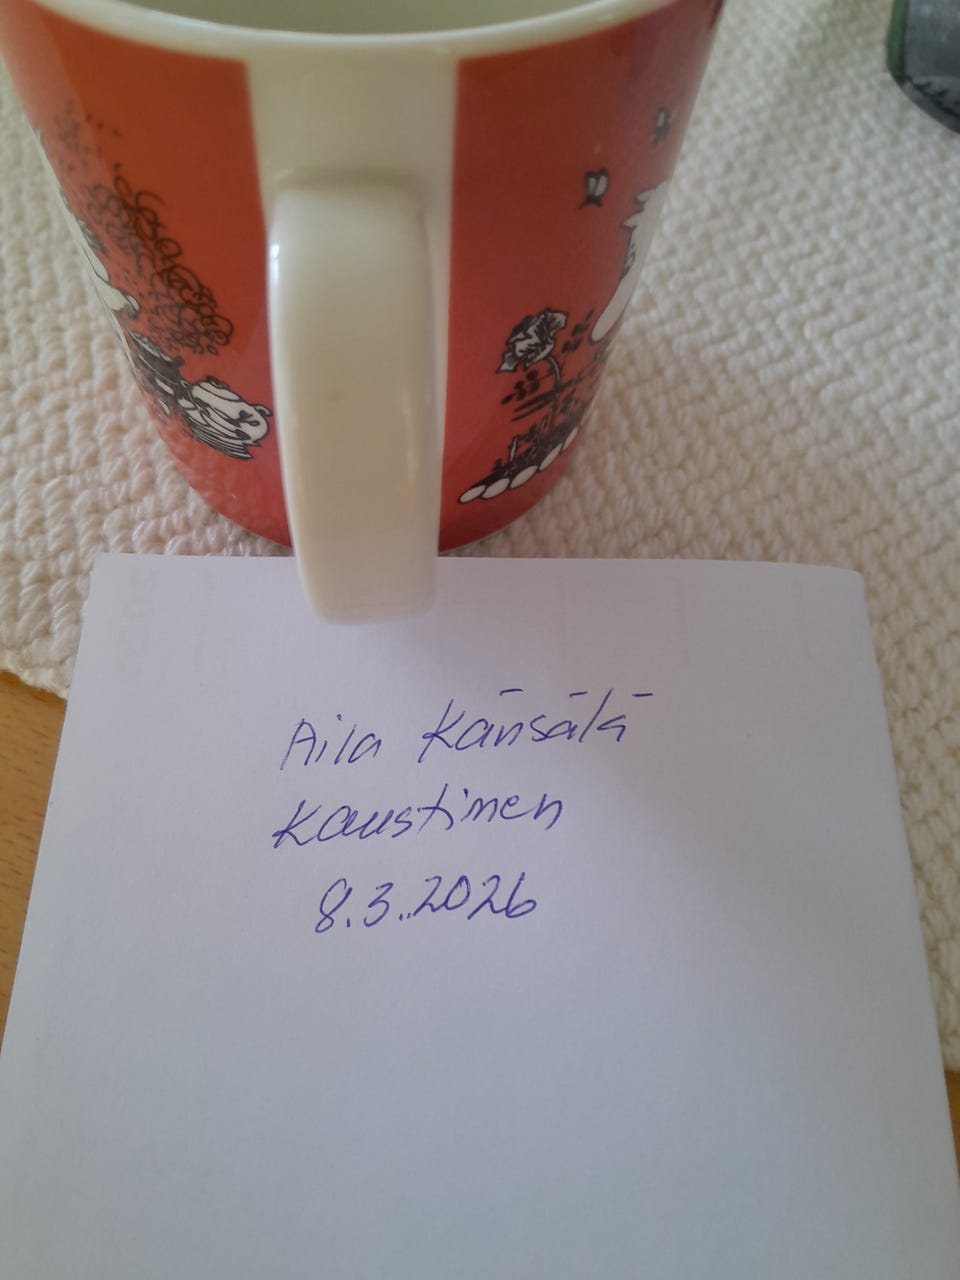 Aila Känsälä
Kaustinen
8.3.2026